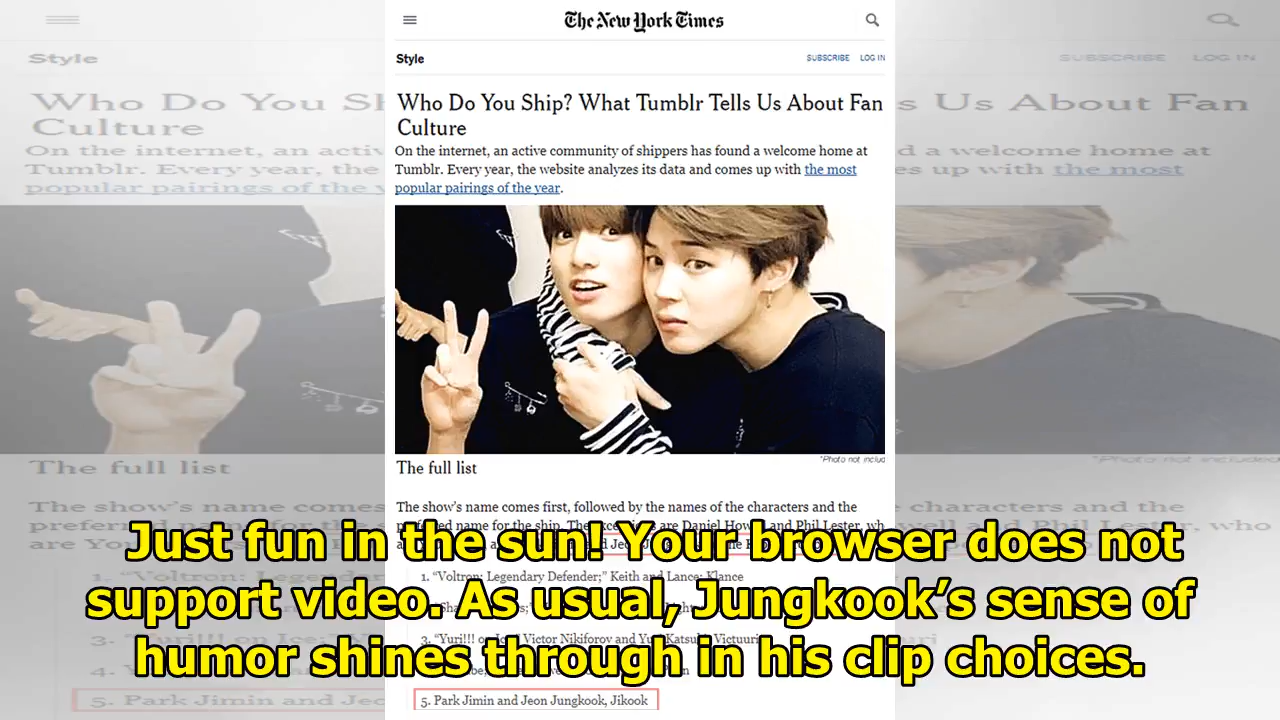 The New York Times
Style
SUBSCRIBE LOG IN
Who Do You Ship? What Tumblr Tells Us About Fan
Culture
On the internet, an active community of shippers has found a welcome home at
Tumblr. Every year, the website analyzes its data and comes up with the most
popular pairings of the year.
*Photo not includ
The full list
The show's name comes first, followed by the names of the characters and the
Just fun in the sun! Your browser does not
support video. As usual, Jungkook’s sense of
humor shines through in his clip choices.
1. “Voltron: Legendary Defender;” Keith and Lance; Klance
5. Park Jimin and Jeon Jungkook, Jikook